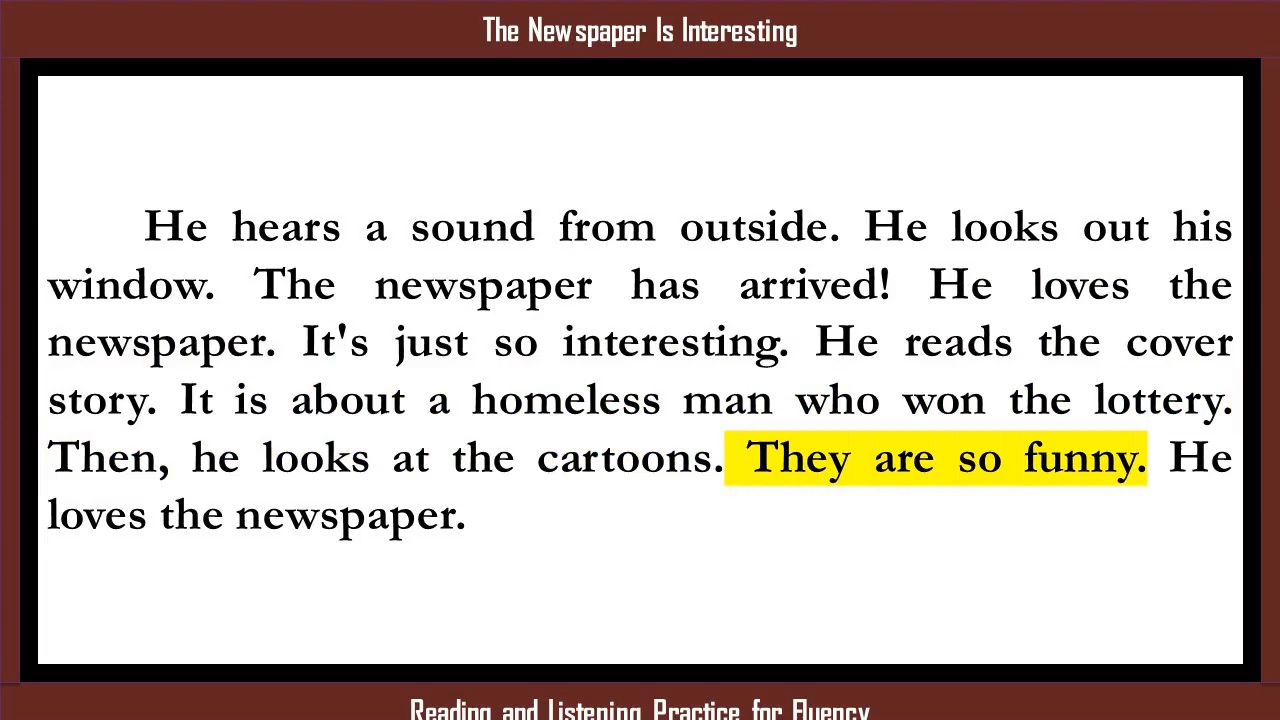 The Newspaper Is Interesting
He hears a sound from outside. He looks out his
window. The newspaper has arrived! He loves the
newspaper. It's just so interesting. He reads the cover
story. It is about a homeless man who won the lottery.
Then, he looks at the cartoons. They are so funny. He
loves the newspaper.
Reading and Listening Practice for Fluency